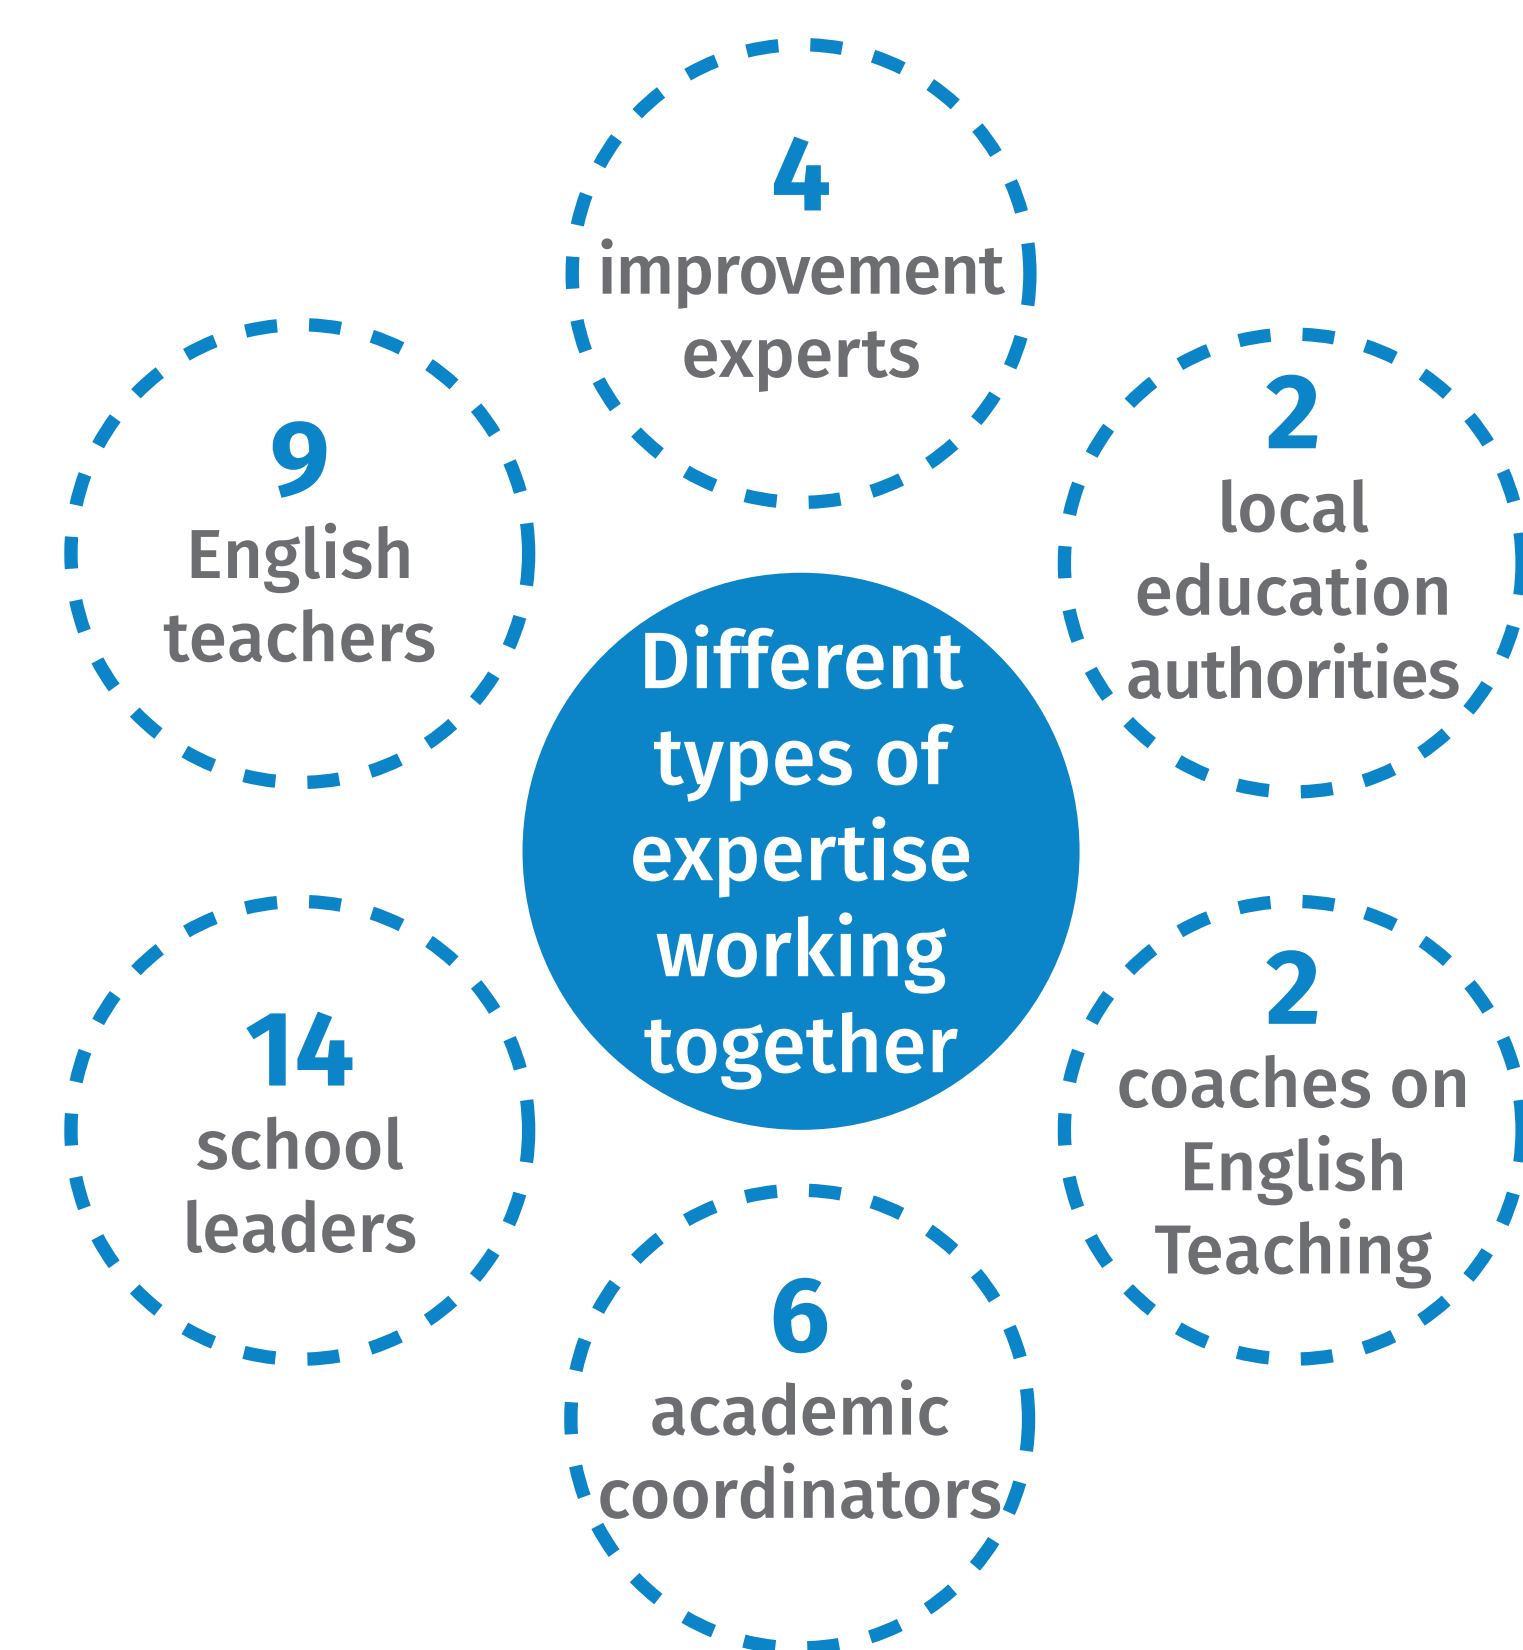 4
improvement
experts
9
English
teachers
2
local
education
authorities
Different
types of
expertise
working
together
14
school
leaders
2
coaches on
English
Teaching
6
academic
coordinators